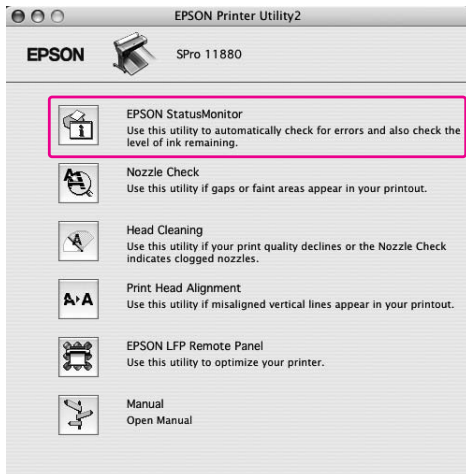 EPSON Printer Utility2
EPSON
SPro 11880
EPSON StatusMonitor
Use this utility to automatically check for errors and also check the
level of ink remaining.
Nozzle Check
Use this utility if gaps or faint areas appear in your printout.
Head Cleaning
Use this utility if your print quality declines or the Nozzle Check
indicates clogged nozzles.
Print Head Alignment
Use this utility if misaligned vertical lines appear in your printout.
EPSON LFP Remote Panel
Use this utility to optimize your printer.
Manual
Open Manual